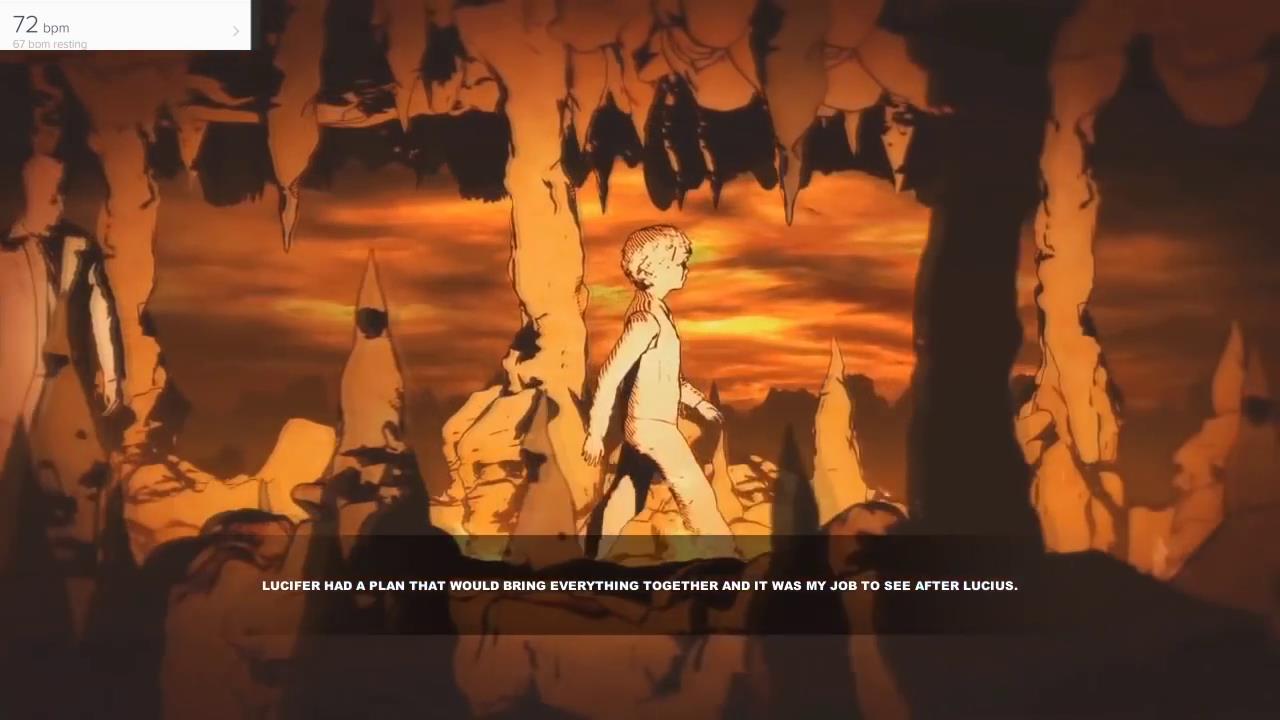 72 bpm
67 bpm resting
LUCIFER HAD A PLAN THAT WOULD BRING EVERYTHING TOGETHER AND IT WAS MY JOB TO SEE AFTER LUCIUS.